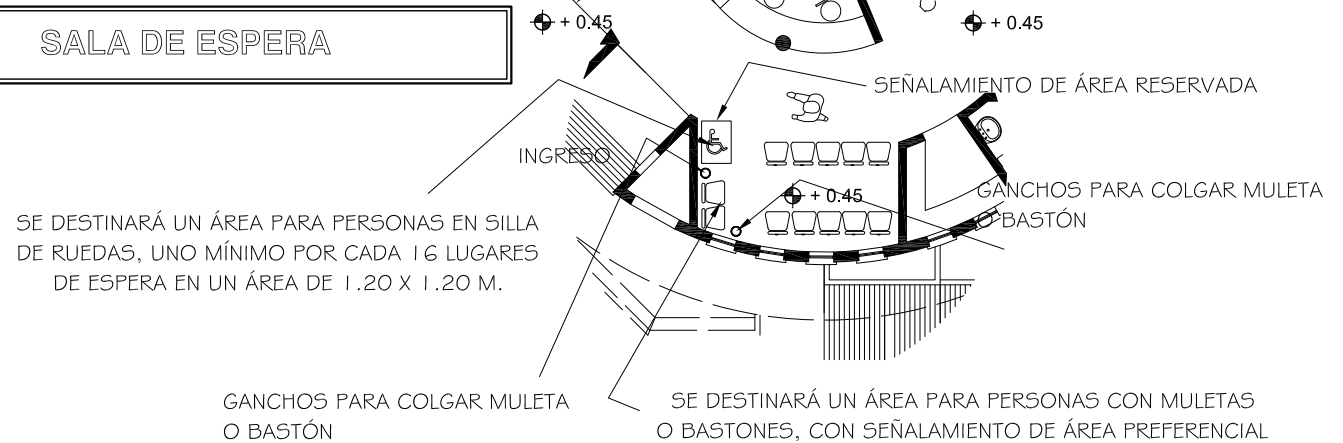 + 0.45
+ 0.45
SALA DE ESPERA
SEÑALAMIENTO DE ÁREA RESERVADA
INGRESO
+ 0.45
GANCHOS PARA COLGAR MULETA
O BASTÓN
SE DESTINARÁ UN ÁREA PARA PERSONAS EN SILLA
DE RUEDAS, UNO MÍNIMO POR CADA 16 LUGARES
DE ESPERA EN UN ÁREA DE 1.20 X 1.20 M.
GANCHOS PARA COLGAR MULETA
O BASTÓN
SE DESTINARÁ UN ÁREA PARA PERSONAS CON MULETAS
O BASTONES, CON SEÑALAMIENTO DE ÁREA PREFERENCIAL